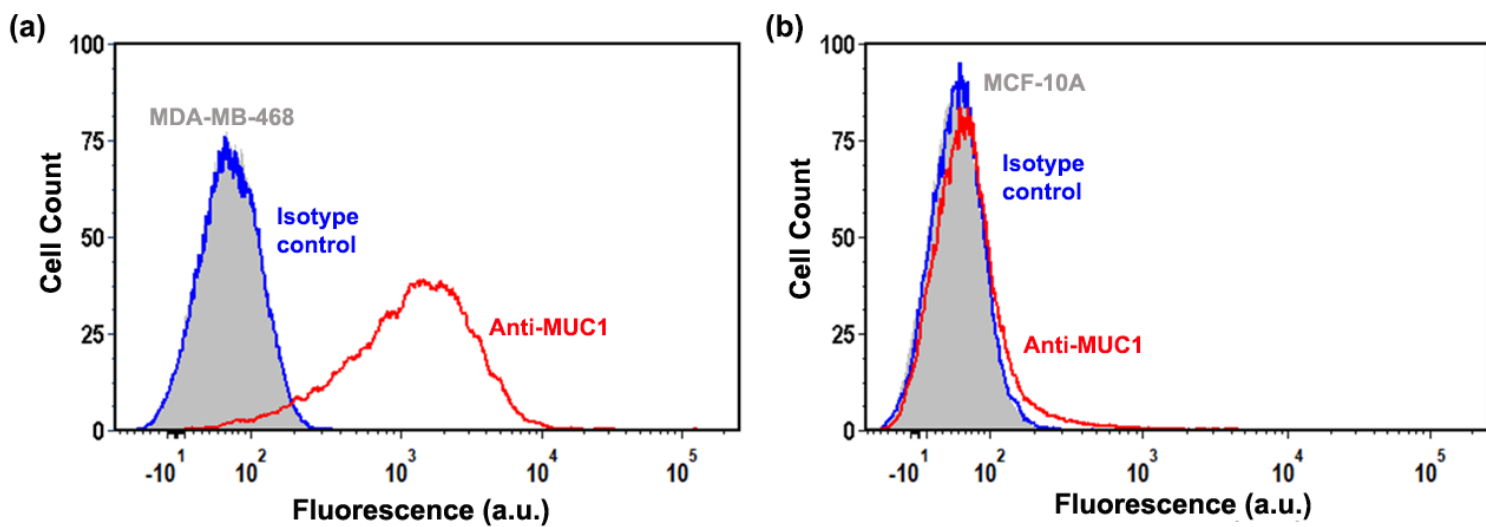 (a)
100
75
50
25
0
Cell Count
MDA-MB-468
Isotype
control
Anti-MUC1
-10¹ 10² 10³ 10⁴ 10⁵
Fluorescence (a.u.)
(b)
100
75
50
25
0
Cell Count
MCF-10A
Isotype
control
Anti-MUC1
-10¹ 10² 10³ 10⁴ 10⁵
Fluorescence (a.u.)